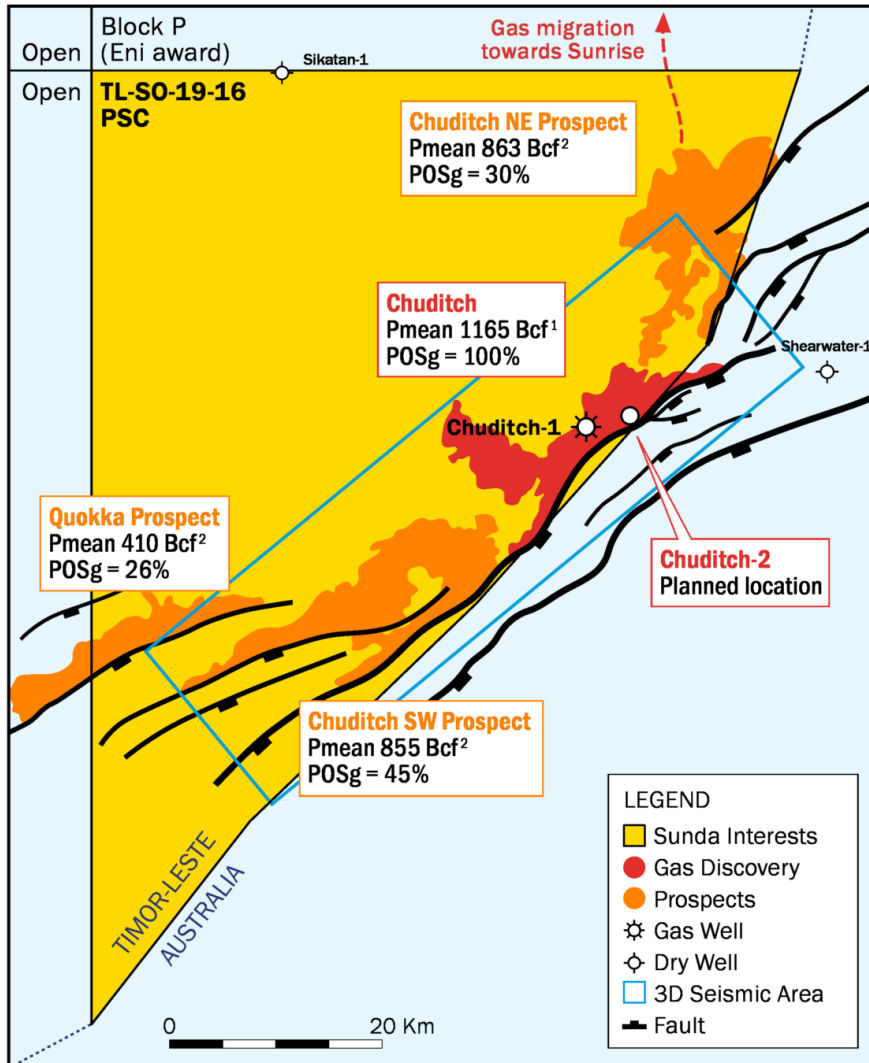 Block P
(Eni award)
Open
Sikatan-1
Gas migration
towards Sunrise
Open
TL-SO-19-16
PSC
Chuditch NE Prospect
Pmean 863 Bcf²
POSg = 30%
Chuditch
Pmean 1165 Bcf¹
POSg = 100%
Shearwater-1
Chuditch-1
Quokka Prospect
Pmean 410 Bcf²
POSg = 26%
Chuditch-2
Planned location
Chuditch SW Prospect
Pmean 855 Bcf²
POSg = 45%
TIMOR-LESTE
AUSTRALIA
0 20 Km
LEGEND
Sunda Interests
Gas Discovery
Prospects
Gas Well
Dry Well
3D Seismic Area
Fault